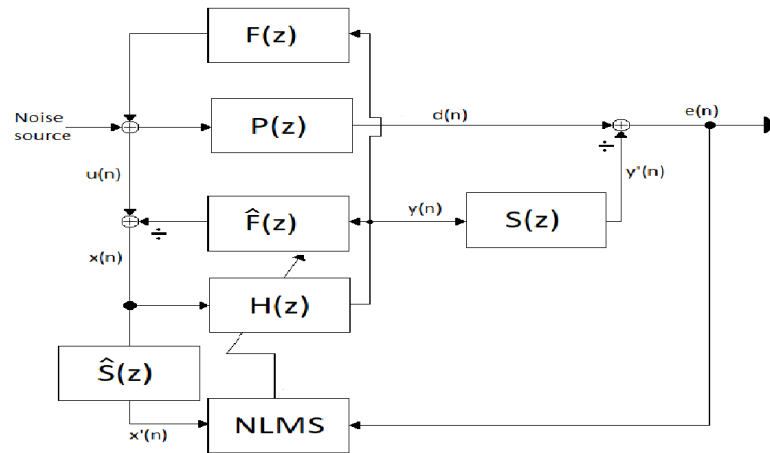 F(z)
Noise
source
P(z)
d(n)
e(n)
÷
u(n)
y'(n)
F̂(z)
y(n)
S(z)
÷
x(n)
H(z)
Ŝ(z)
x'(n)
NLMS